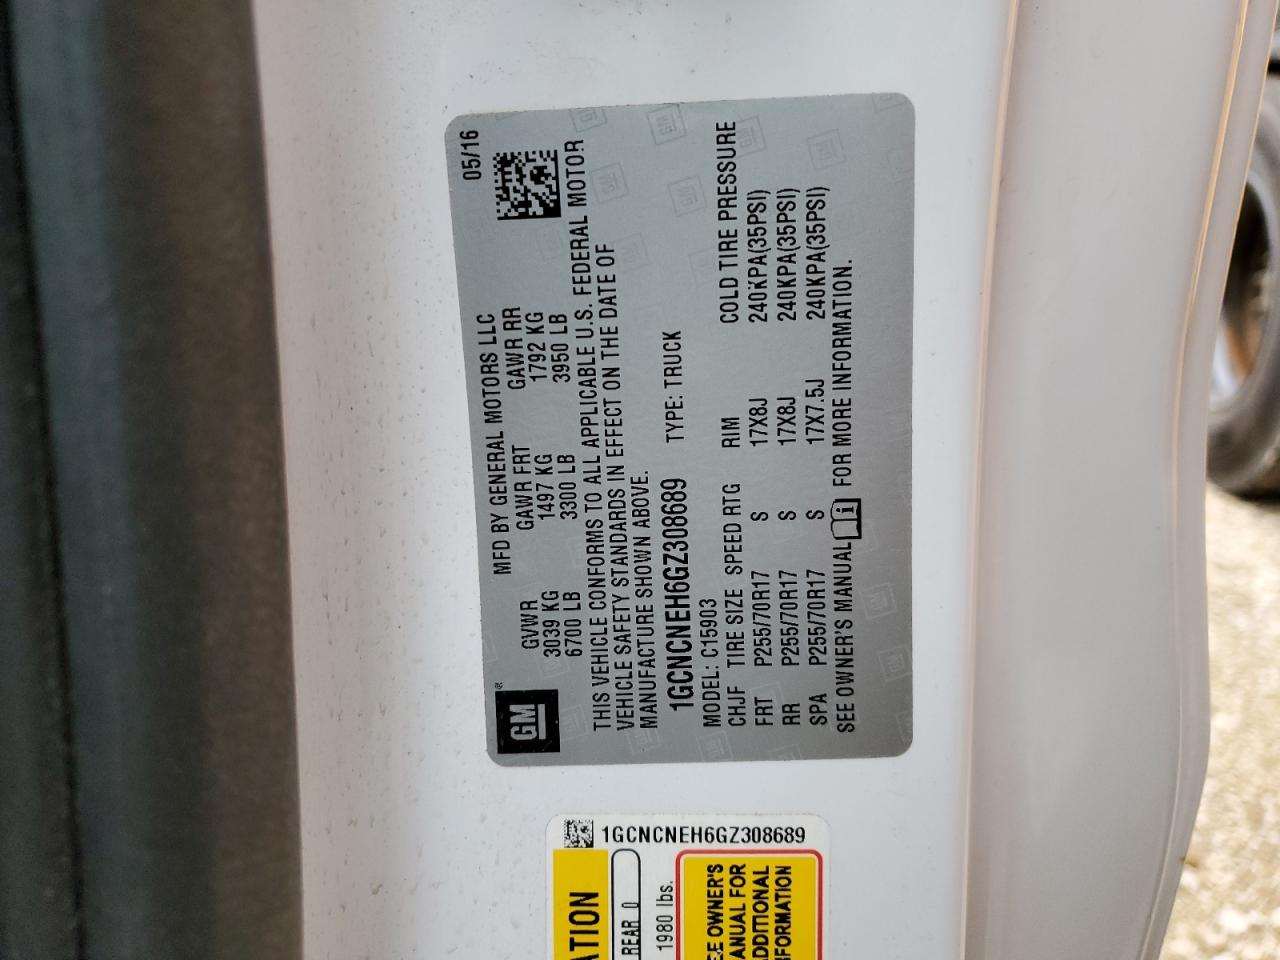 05/16
GM ®
MFD BY GENERAL MOTORS LLC
GVWR GAWR FRT GAWR RR
3039 KG 1497 KG 1792 KG
6700 LB 3300 LB 3950 LB
THIS VEHICLE CONFORMS TO ALL APPLICABLE U.S. FEDERAL MOTOR
VEHICLE SAFETY STANDARDS IN EFFECT ON THE DATE OF
MANUFACTURE SHOWN ABOVE.
1GCNCNEH6GZ308689 TYPE: TRUCK
MODEL: C15903
CHJF TIRE SIZE SPEED RTG RIM COLD TIRE PRESSURE
FRT P255/70R17 S 17X8J 240KPA(35PSI)
RR P255/70R17 S 17X8J 240KPA(35PSI)
SPA P255/70R17 S 17X7.5J 240KPA(35PSI)
SEE OWNER'S MANUAL i FOR MORE INFORMATION.
1GCNCNEH6GZ308689
ATION
REAR 0
1980 lbs.
EE OWNER'S
ANUAL FOR
ADDITIONAL
NFORMATION